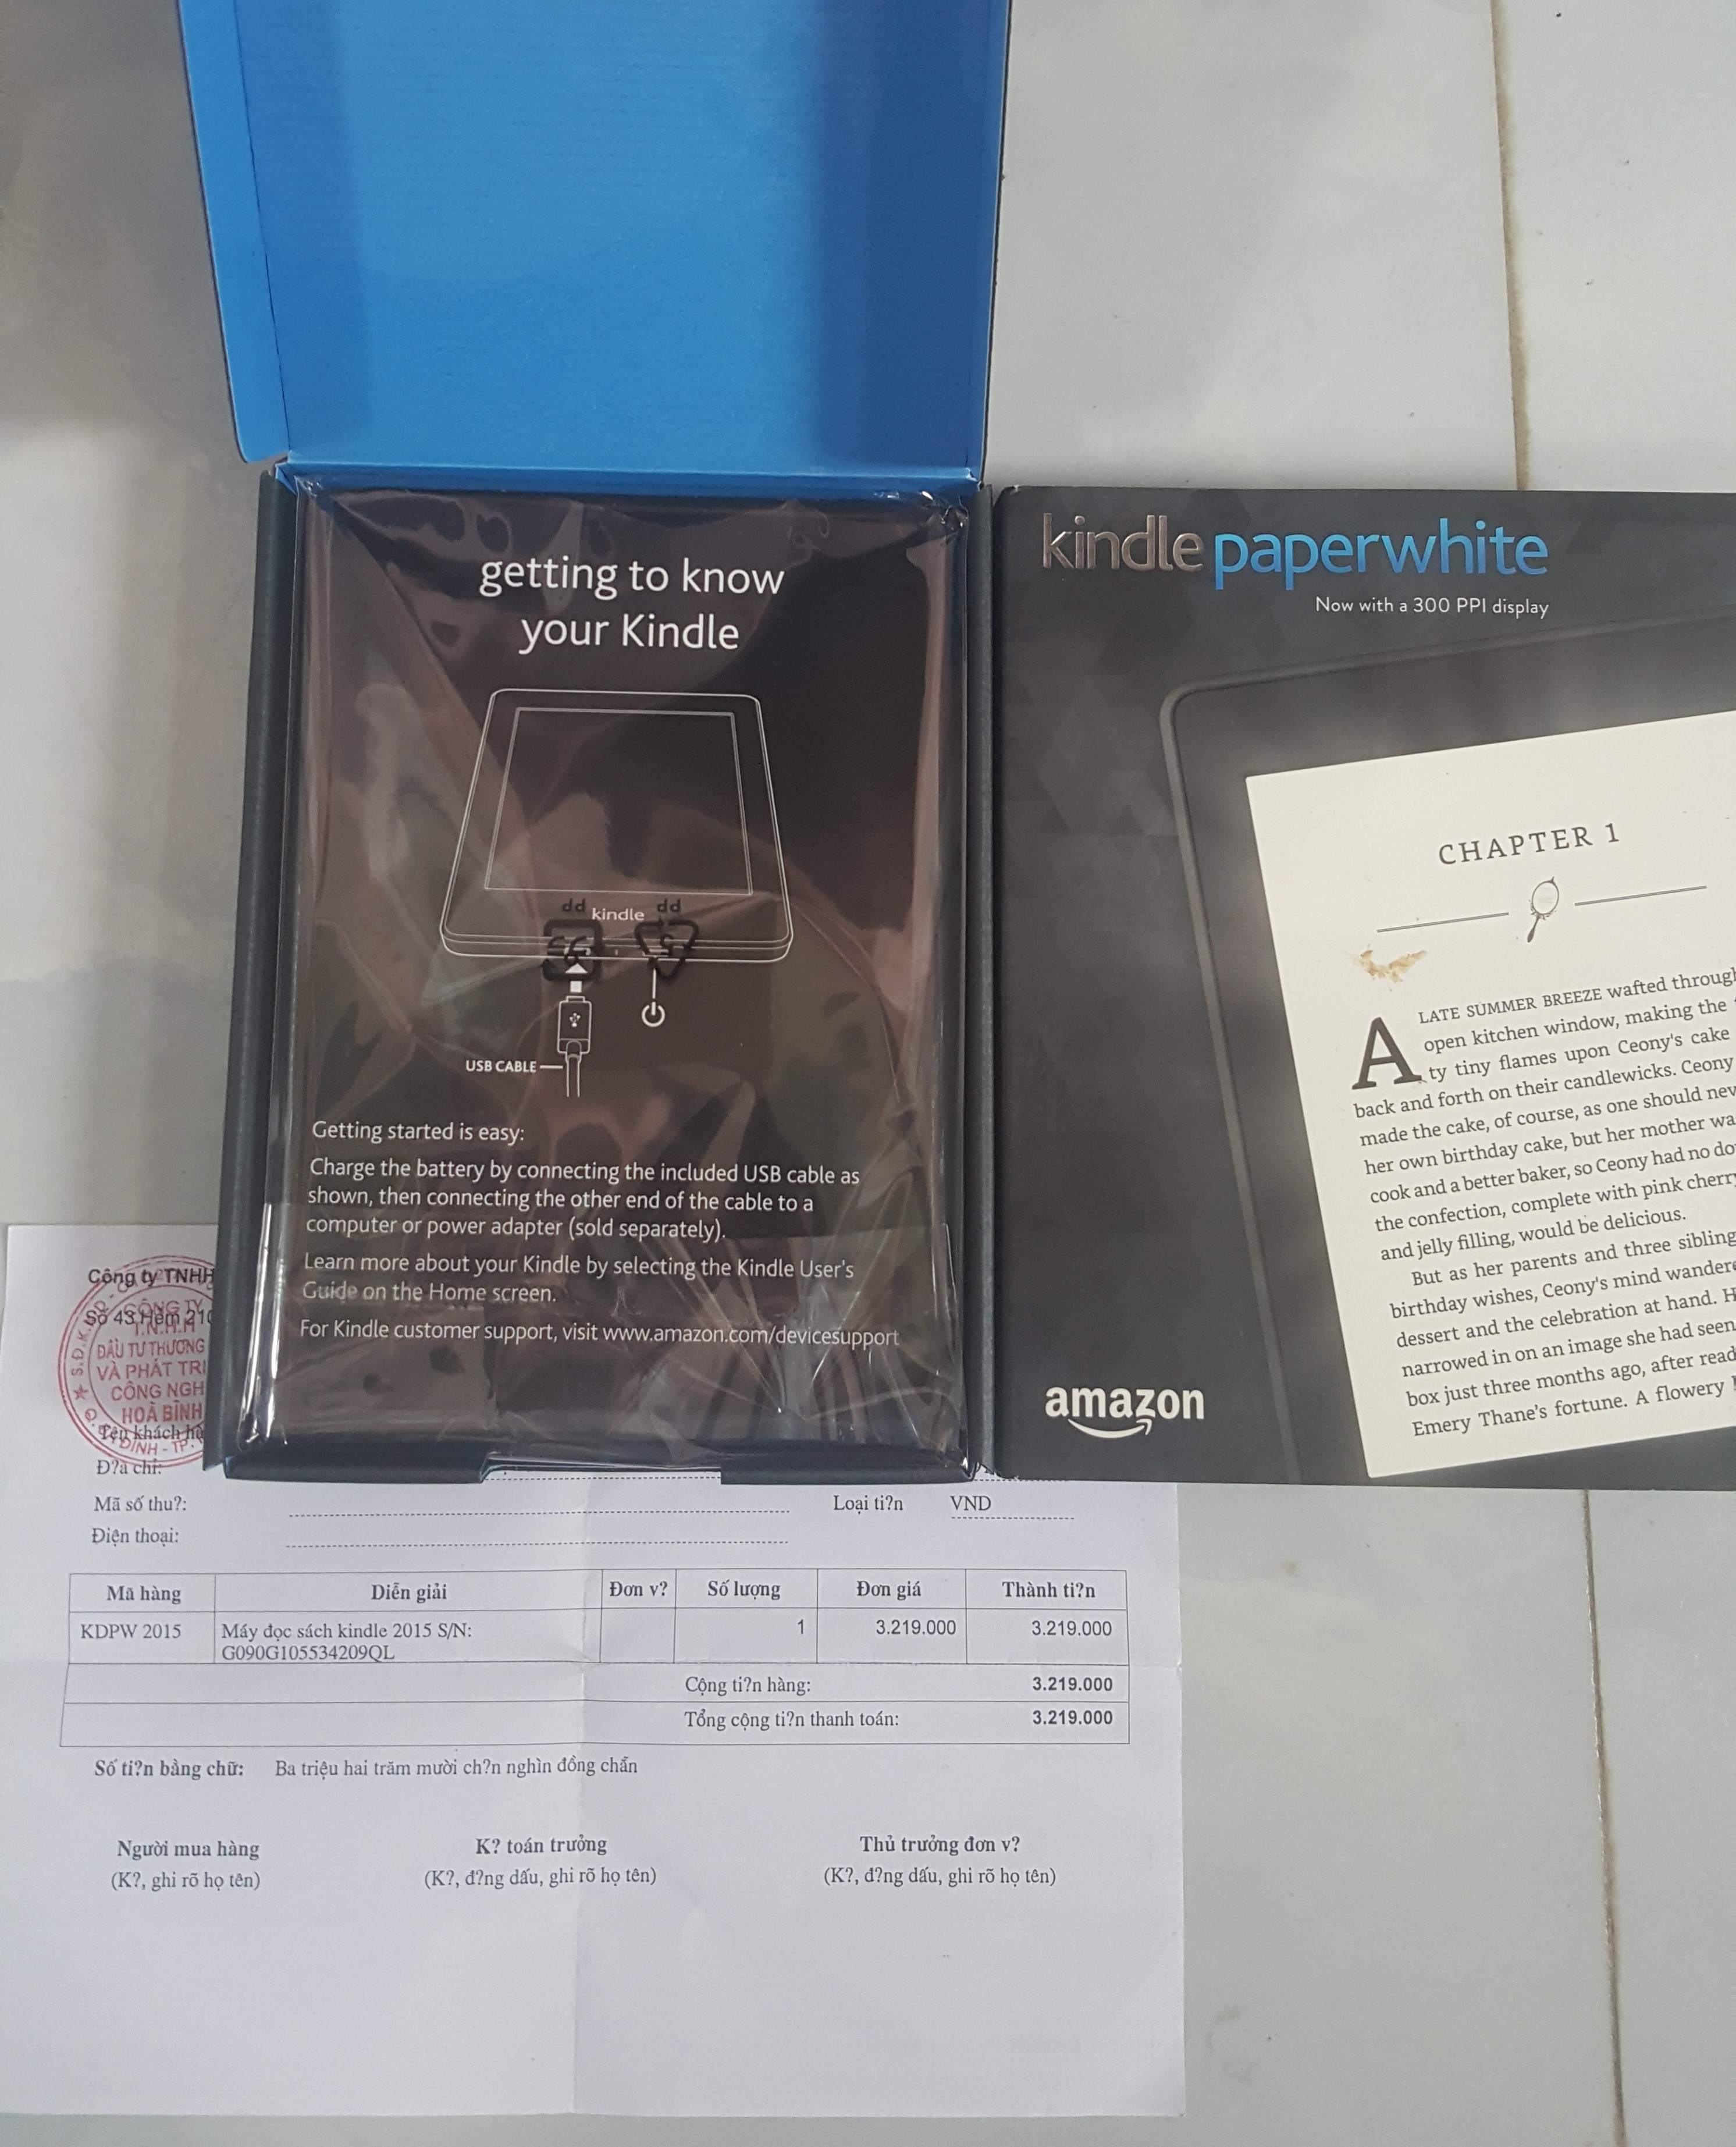 getting to know
your Kindle
kindle
USB CABLE
Getting started is easy:
Charge the battery by connecting the included USB cable as
shown, then connecting the other end of the cable to a
computer or power adapter (sold separately).
Learn more about your Kindle by selecting the Kindle User's
Guide on the Home screen.
For Kindle customer support, visit www.amazon.com/devicesupport
kindle paperwhite
Now with a 300 PPI display
CHAPTER 1
A LATE SUMMER BREEZE wafted through
open kitchen window, making the
ty tiny flames upon Ceony's cake
back and forth on their candlewicks. Ceony
made the cake, of course, as one should nev
her own birthday cake, but her mother wa
cook and a better baker, so Ceony had no do
the confection, complete with pink cherry
and jelly filling, would be delicious.
But as her parents and three sibling
birthday wishes, Ceony's mind wandere
dessert and the celebration at hand. H
narrowed in on an image she had seen
box just three months ago, after read
Emery Thane's fortune. A flowery
amazon
Công ty TNHH
Số 43 Hẻm 210
CÔNG TY
T.N.H.H
ĐẦU TƯ THƯƠNG
VÀ PHÁT TRI
CÔNG NGH
HOÀ BÌNH
Tên khách hà
Đ?a chỉ:
Mã số thu?:
Loại ti?n VND
Điện thoại:
Mã hàng Diễn giải Đơn v? Số lượng Đơn giá Thành ti?n
KDPW 2015 Máy đọc sách kindle 2015 S/N: 1 3.219.000 3.219.000
G090G105534209QL
Cộng ti?n hàng: 3.219.000
Tổng cộng ti?n thanh toán: 3.219.000
Số ti?n bằng chữ: Ba triệu hai trăm mười ch?n nghìn đồng chẵn
Người mua hàng K? toán trưởng Thủ trưởng đơn v?
(K?, ghi rõ họ tên) (K?, đ?ng dấu, ghi rõ họ tên) (K?, đ?ng dấu, ghi rõ họ tên)